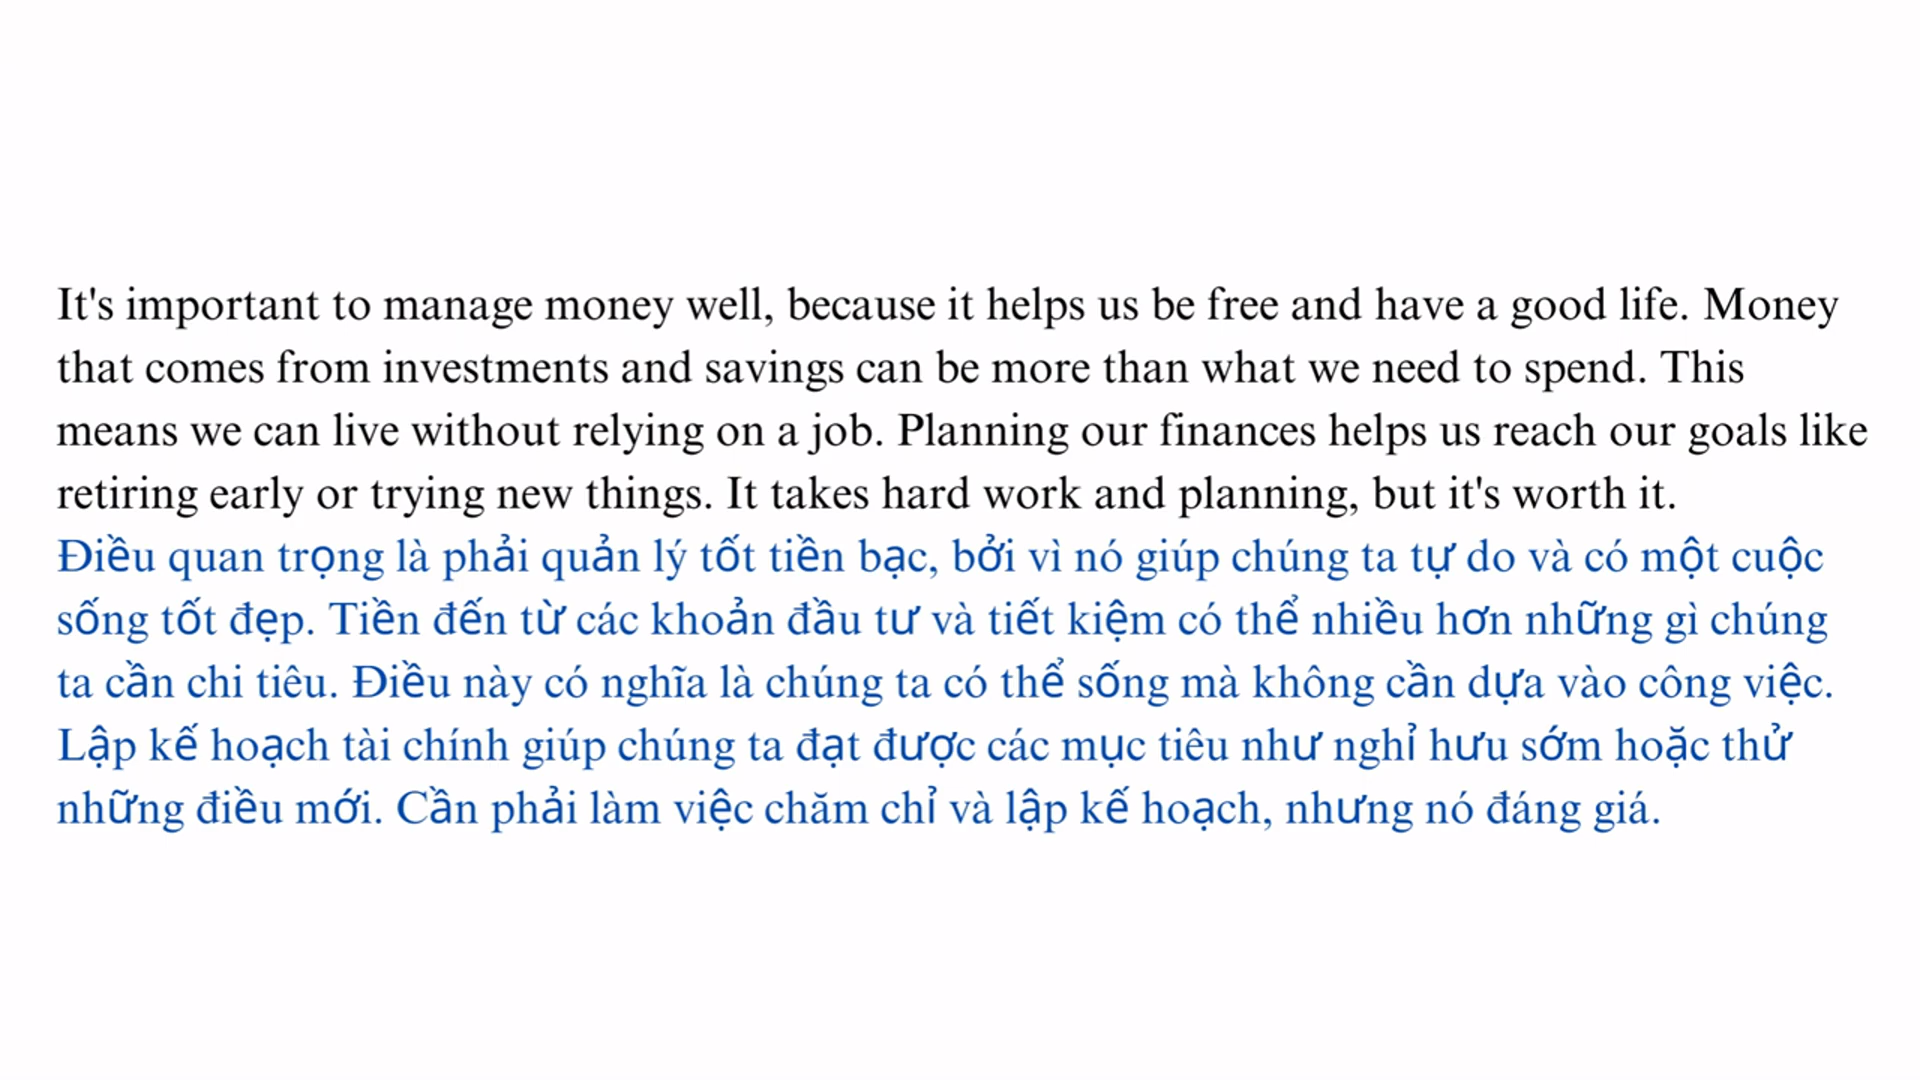 It's important to manage money well, because it helps us be free and have a good life. Money
that comes from investments and savings can be more than what we need to spend. This
means we can live without relying on a job. Planning our finances helps us reach our goals like
retiring early or trying new things. It takes hard work and planning, but it's worth it.
Điều quan trọng là phải quản lý tốt tiền bạc, bởi vì nó giúp chúng ta tự do và có một cuộc
sống tốt đẹp. Tiền đến từ các khoản đầu tư và tiết kiệm có thể nhiều hơn những gì chúng
ta cần chi tiêu. Điều này có nghĩa là chúng ta có thể sống mà không cần dựa vào công việc.
Lập kế hoạch tài chính giúp chúng ta đạt được các mục tiêu như nghỉ hưu sớm hoặc thử
những điều mới. Cần phải làm việc chăm chỉ và lập kế hoạch, nhưng nó đáng giá.